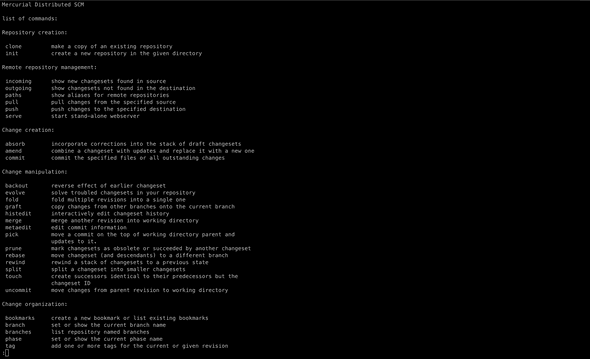 Mercurial Distributed SCM
list of commands:
Repository creation:
clone make a copy of an existing repository
init create a new repository in the given directory
Remote repository management:
incoming show new changesets found in source
outgoing show changesets not found in the destination
paths show aliases for remote repositories
pull pull changes from the specified source
push push changes to the specified destination
serve start stand-alone webserver
Change creation:
absorb incorporate corrections into the stack of draft changesets
amend combine a changeset with updates and replace it with a new one
commit commit the specified files or all outstanding changes
Change manipulation:
backout reverse effect of earlier changeset
evolve solve troubled changesets in your repository
fold fold multiple revisions into a single one
graft copy changes from other branches onto the current branch
histedit interactively edit changeset history
merge merge another revision into working directory
metaedit edit commit information
pick move a commit on the top of working directory parent and
updates to it.
prune mark changesets as obsolete or succeeded by another changeset
rebase move changeset (and descendants) to a different branch
rewind rewind a stack of changesets to a previous state
split split a changeset into smaller changesets
touch create successors identical to their predecessors but the
changeset ID
uncommit move changes from parent revision to working directory
Change organization:
bookmarks create a new bookmark or list existing bookmarks
branch set or show the current branch name
branches list repository named branches
phase set or show the current phase name
tag add one or more tags for the current or given revision
: